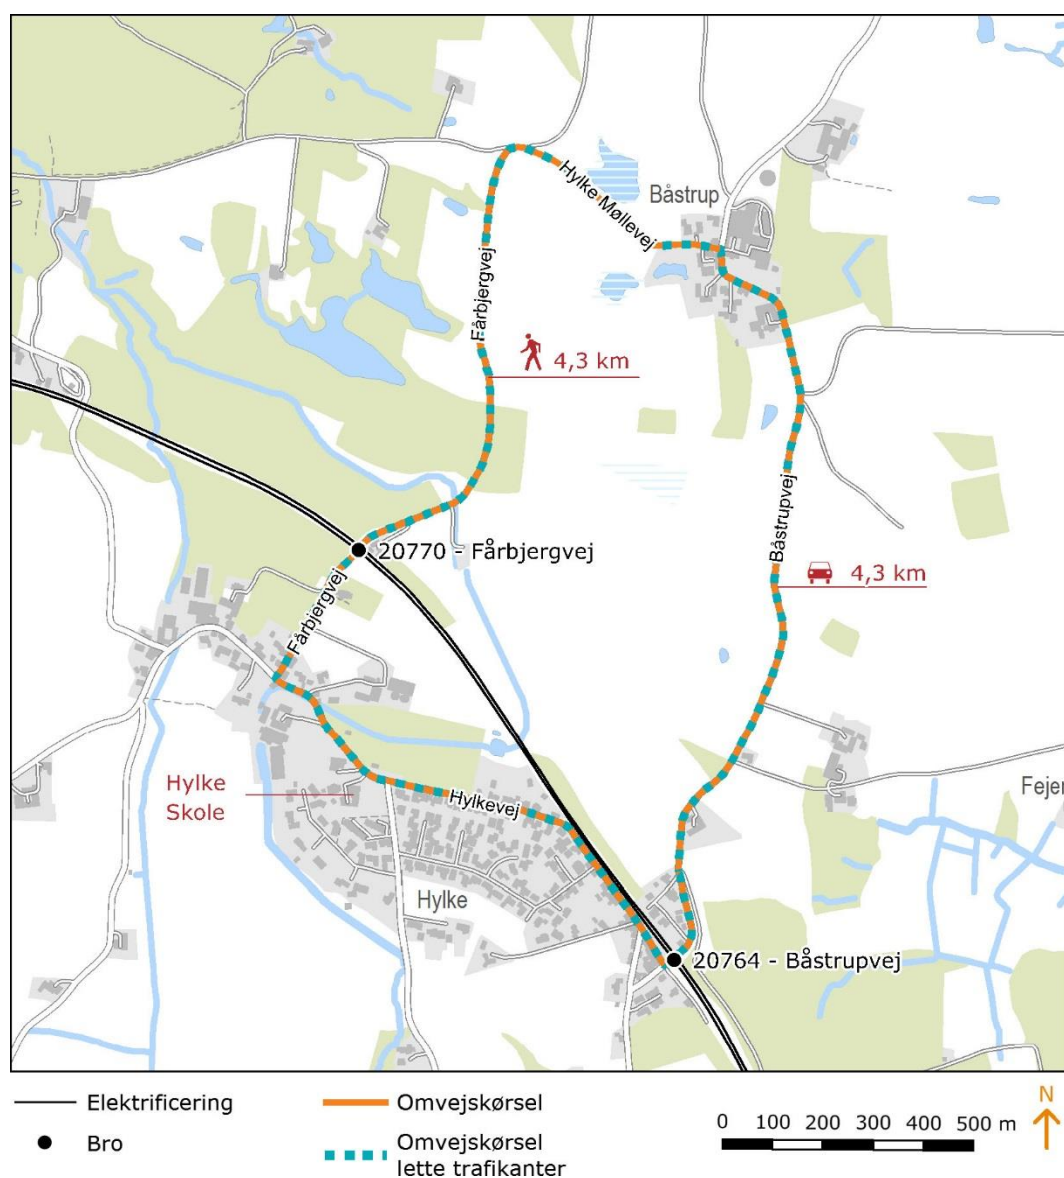 Båstrup
Hylke Møllevej
Fårbjergvej
4,3 km
Båstrupvej
20770 - Fårbjergvej
4,3 km
Fårbjergvej
Hylke
Skole
Hylkevej
Fejer
Hylke
20764 - Båstrupvej
Elektrificering
Bro
Omvejskørsel
Omvejskørsel
lette trafikanter
0 100 200 300 400 500 m
N